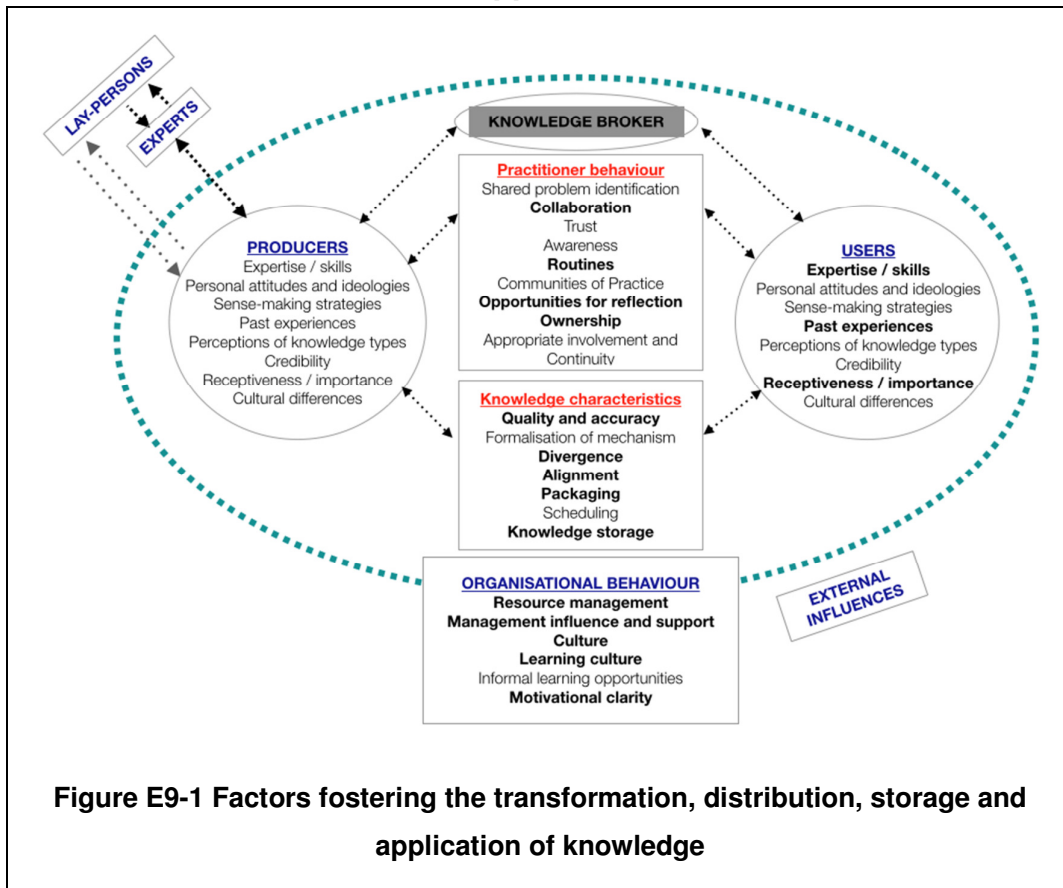 LAY-PERSONS
EXPERTS
KNOWLEDGE BROKER
Practitioner behaviour
Shared problem identification
Collaboration
Trust
Awareness
Routines
Communities of Practice
Opportunities for reflection
Ownership
Appropriate involvement and
Continuity
PRODUCERS
Expertise / skills
Personal attitudes and ideologies
Sense-making strategies
Past experiences
Perceptions of knowledge types
Credibility
Receptiveness / importance
Cultural differences
USERS
Expertise / skills
Personal attitudes and ideologies
Sense-making strategies
Past experiences
Perceptions of knowledge types
Credibility
Receptiveness / importance
Cultural differences
Knowledge characteristics
Quality and accuracy
Formalisation of mechanism
Divergence
Alignment
Packaging
Scheduling
Knowledge storage
ORGANISATIONAL BEHAVIOUR
Resource management
Management influence and support
Culture
Learning culture
Informal learning opportunities
Motivational clarity
EXTERNAL
INFLUENCES
Figure E9-1 Factors fostering the transformation, distribution, storage and
application of knowledge